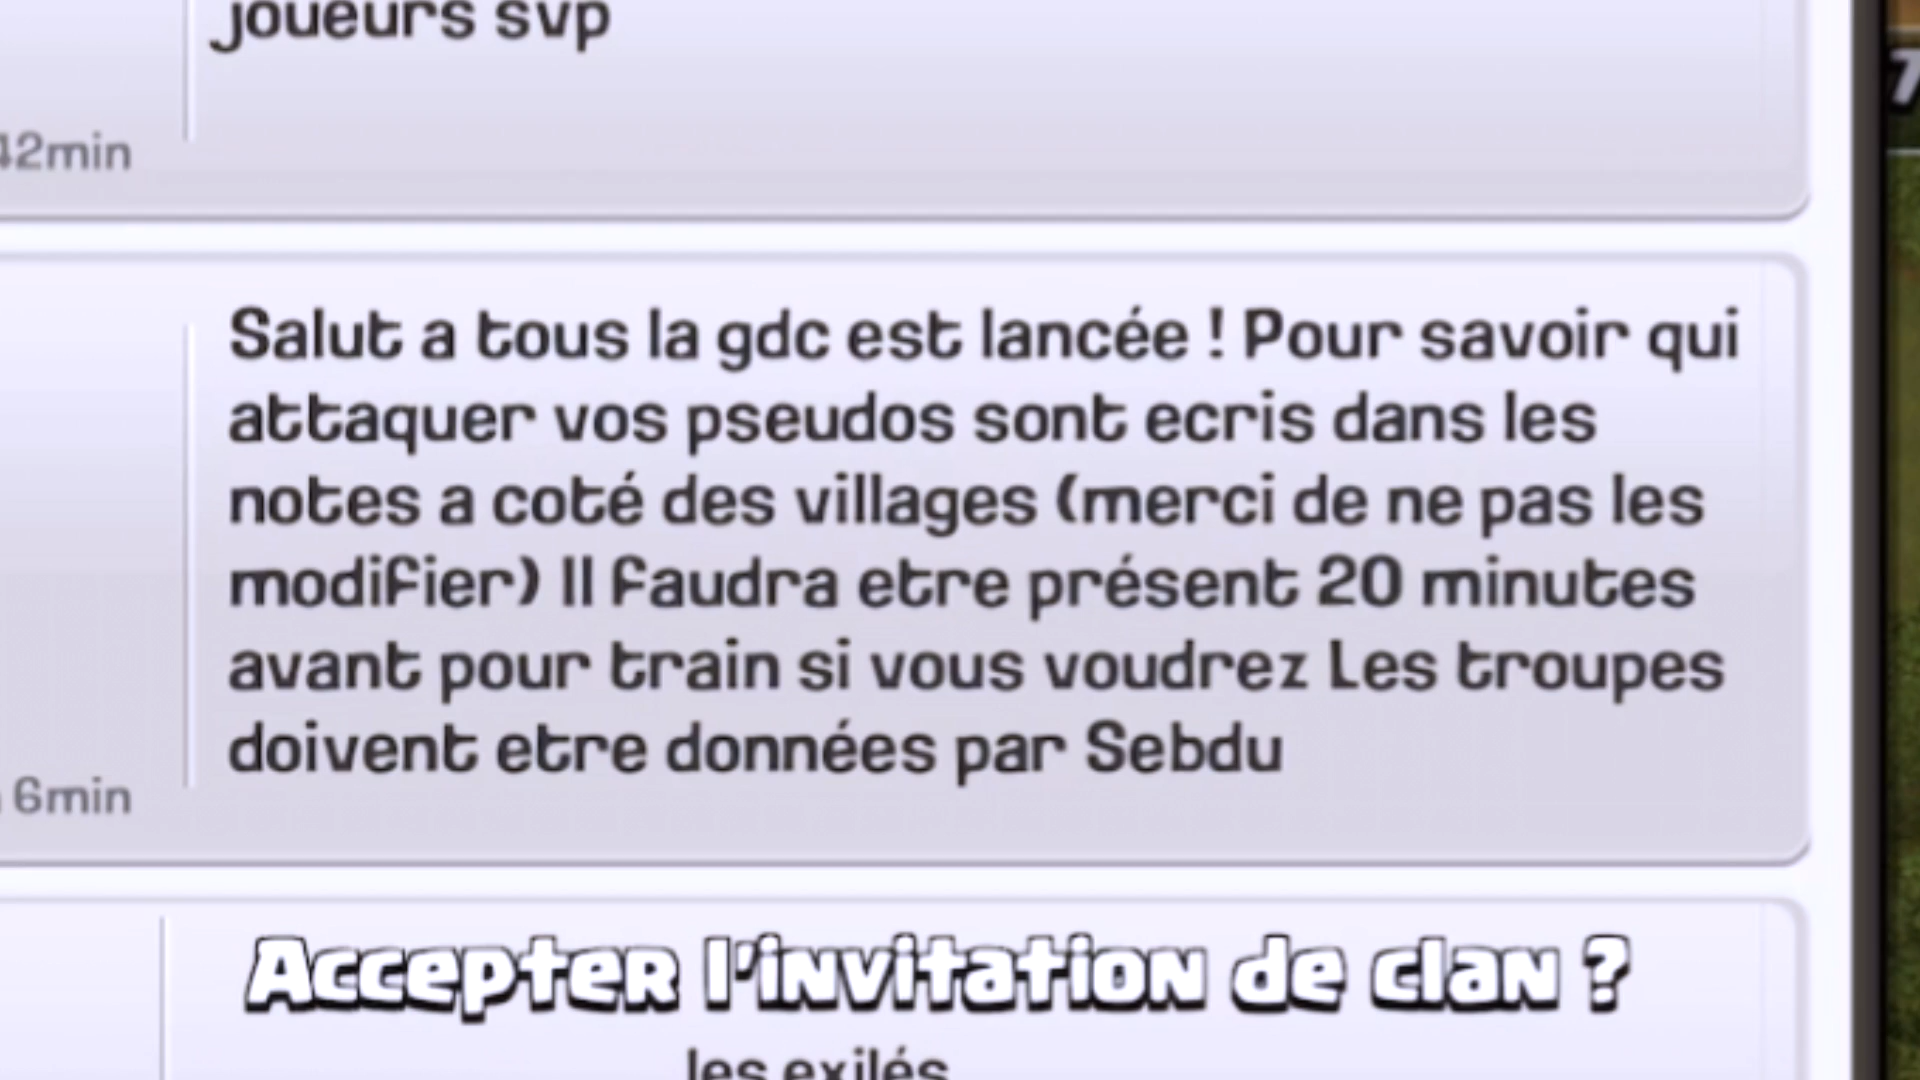 joueurs svp
42min
Salut a tous la gdc est lancée ! Pour savoir qui
attaquer vos pseudos sont ecris dans les
notes a coté des villages (merci de ne pas les
modifier) Il faudra etre présent 20 minutes
avant pour train si vous voudrez Les troupes
doivent etre données par Sebdu
6min
Accepter l'invitation de clan ?
les exilés